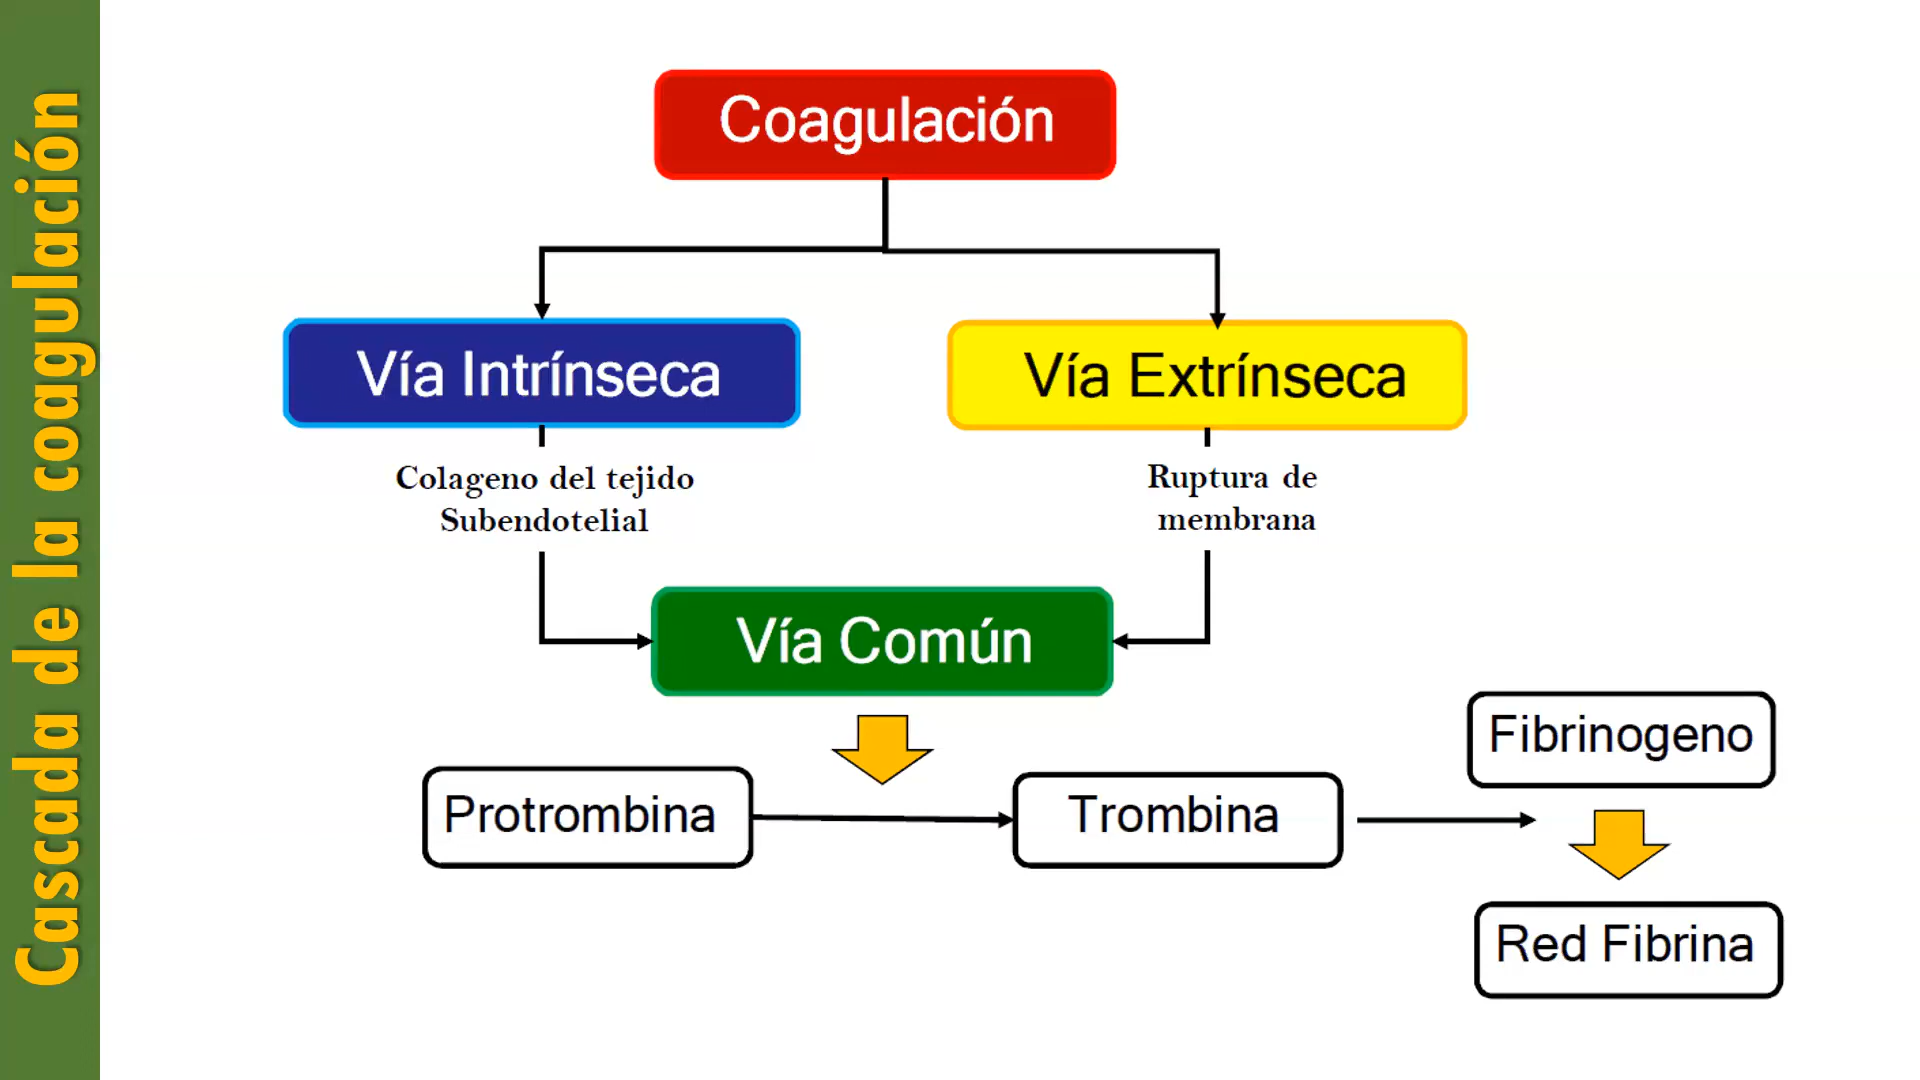 Cascada de la coagulación
Coagulación
Vía Intrínseca
Vía Extrínseca
Colageno del tejido
Subendotelial
Ruptura de
membrana
Vía Común
Protrombina
Trombina
Fibrinogeno
Red Fibrina